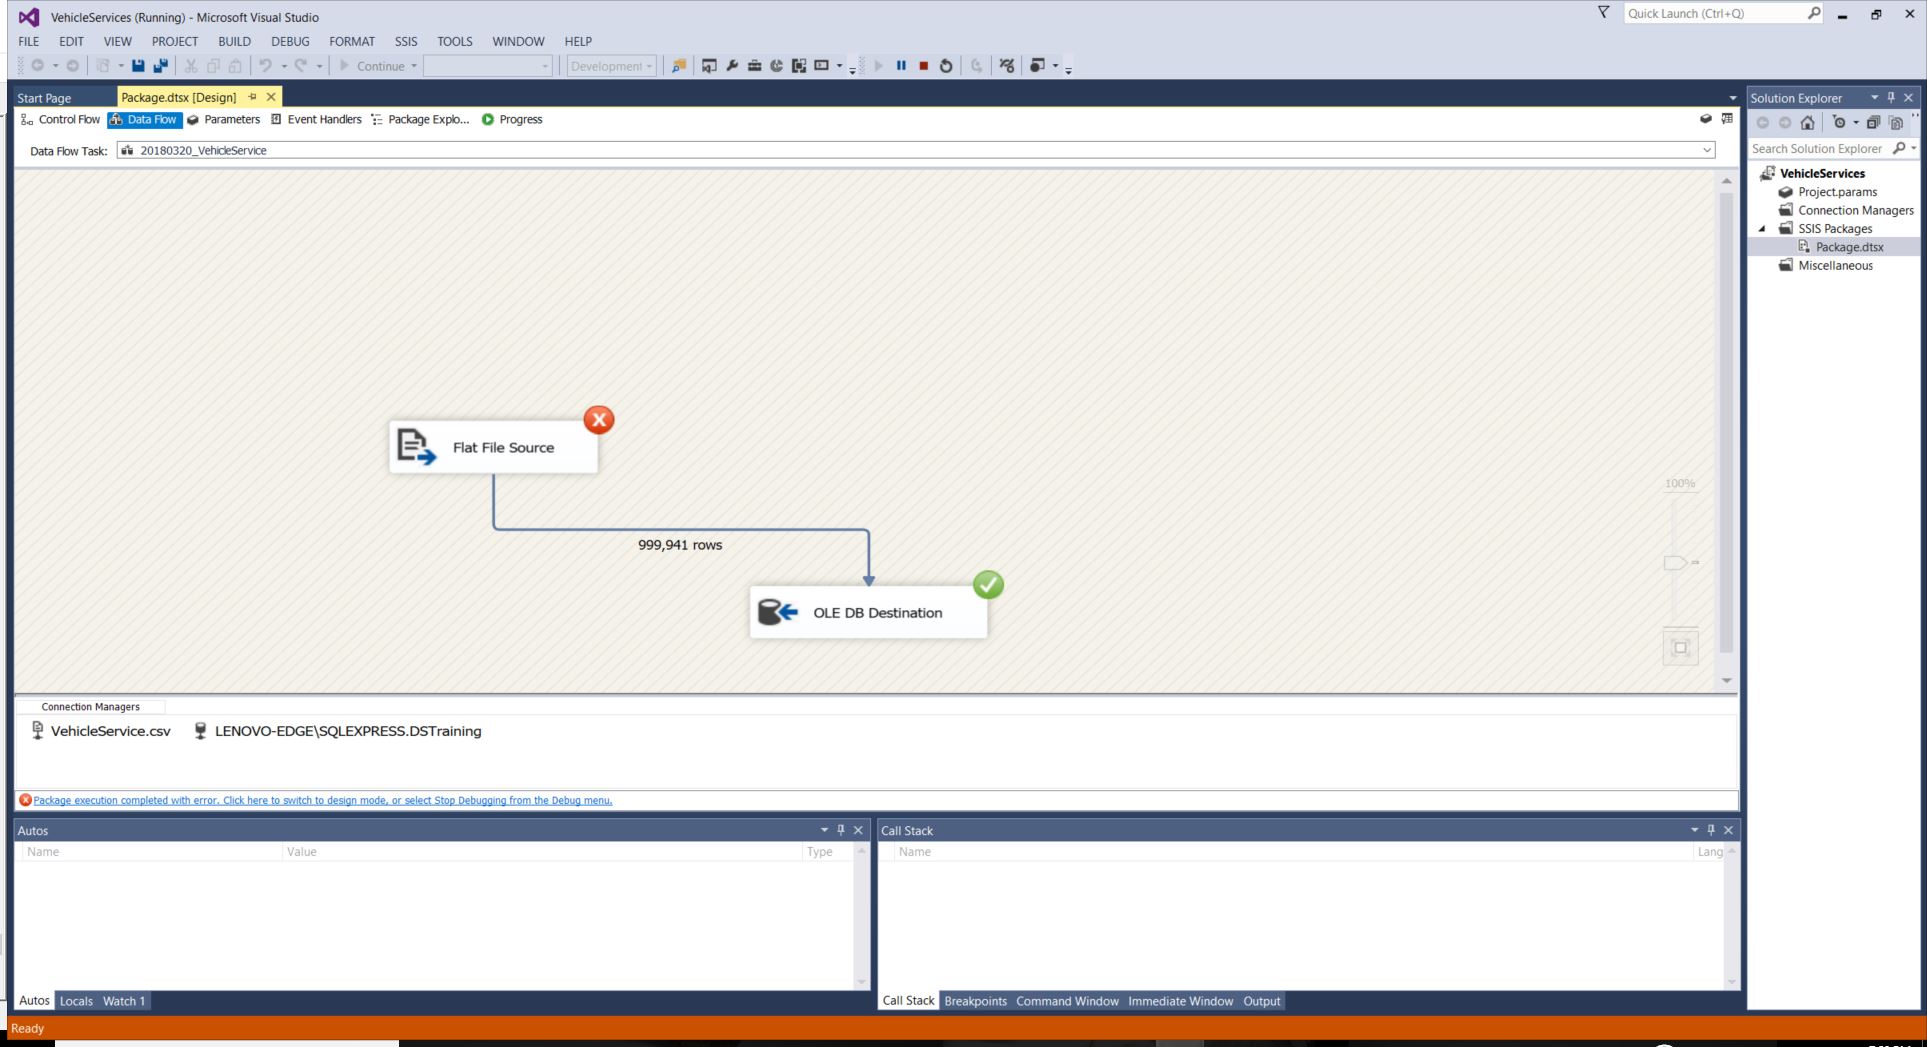 VehicleServices (Running) - Microsoft Visual Studio
Quick Launch (Ctrl+Q)
FILE EDIT VIEW PROJECT BUILD DEBUG FORMAT SSIS TOOLS WINDOW HELP
Continue Development
Start Page Package.dtsx [Design]
Control Flow Data Flow Parameters Event Handlers Package Explo... Progress
Data Flow Task: 20180320_VehicleService
Flat File Source
999,941 rows
OLE DB Destination
100%
Connection Managers
VehicleService.csv LENOVO-EDGE\SQLEXPRESS.DSTraining
Package execution completed with error. Click here to switch to design mode, or select Stop Debugging from the Debug menu.
Autos
Name Value Type
Autos Locals Watch 1
Call Stack
Name Lang
Call Stack Breakpoints Command Window Immediate Window Output
Solution Explorer
Search Solution Explorer
VehicleServices
Project.params
Connection Managers
SSIS Packages
Package.dtsx
Miscellaneous
Ready